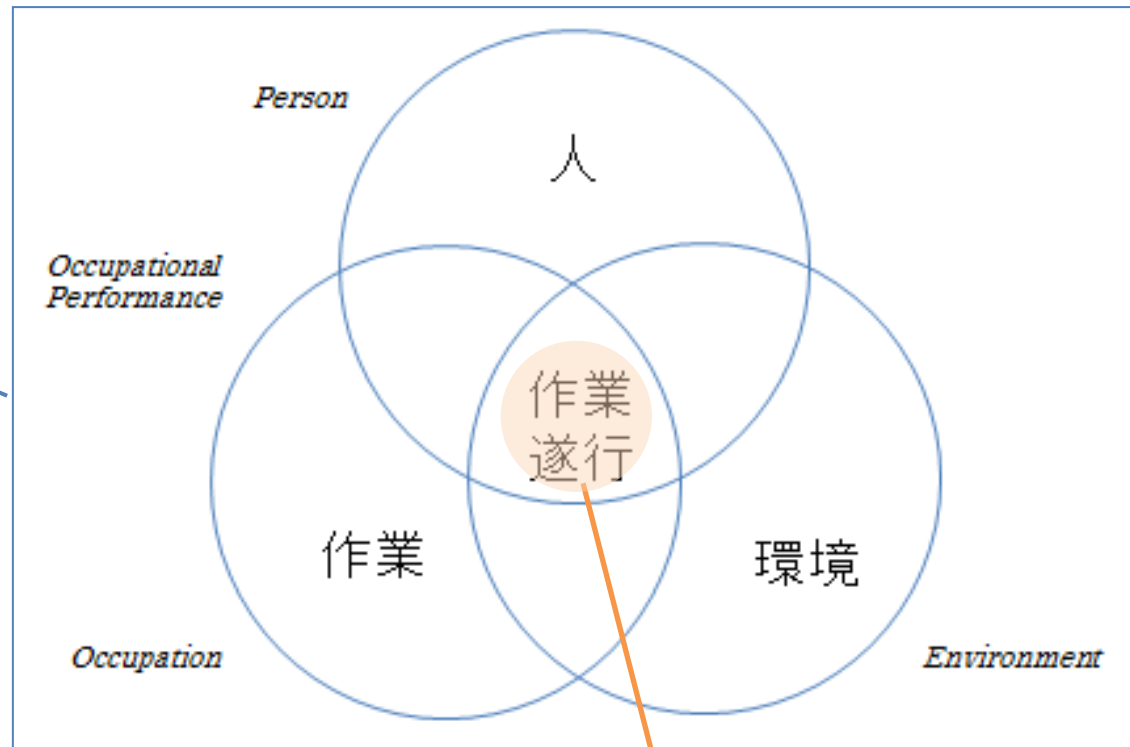 Person
人
Occupational
Performance
作業
遂行
作業
環境
Occupation
Environment